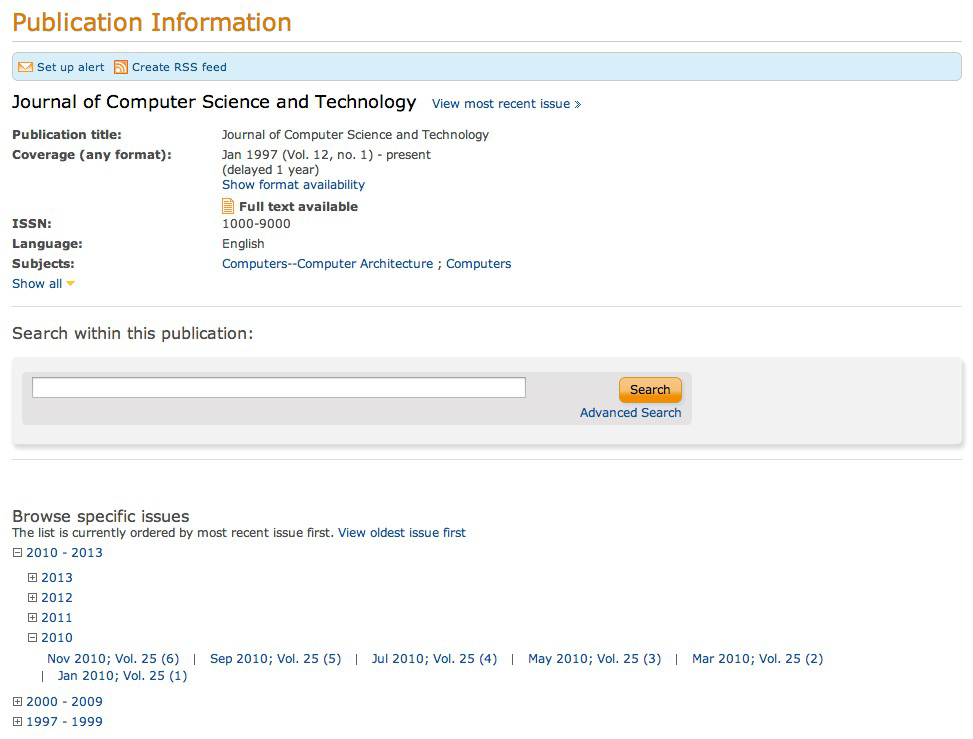 Publication Information
Set up alert Create RSS feed
Journal of Computer Science and Technology View most recent issue »
Publication title: Journal of Computer Science and Technology
Coverage (any format): Jan 1997 (Vol. 12, no. 1) - present
(delayed 1 year)
Show format availability
Full text available
ISSN: 1000-9000
Language: English
Subjects: Computers--Computer Architecture ; Computers
Show all
Search within this publication:
Search
Advanced Search
Browse specific issues
The list is currently ordered by most recent issue first. View oldest issue first
2010 - 2013
2013
2012
2011
2010
Nov 2010; Vol. 25 (6) | Sep 2010; Vol. 25 (5) | Jul 2010; Vol. 25 (4) | May 2010; Vol. 25 (3) | Mar 2010; Vol. 25 (2)
| Jan 2010; Vol. 25 (1)
2000 - 2009
1997 - 1999